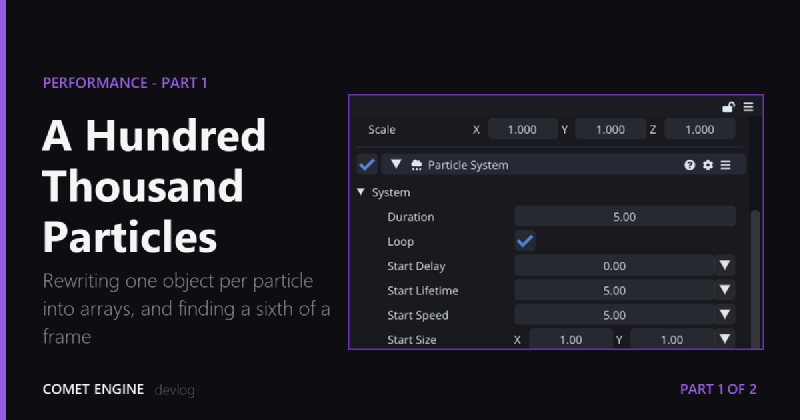 PERFORMANCE - PART 1
A Hundred
Thousand
Particles
Rewriting one object per particle
into arrays, and finding a sixth of a
frame
COMET ENGINE devlog
Scale X 1.000 Y 1.000 Z 1.000
Particle System
System
Duration 5.00
Loop
Start Delay 0.00
Start Lifetime 5.00
Start Speed 5.00
Start Size X 1.00 Y 1.00
PART 1 OF 2